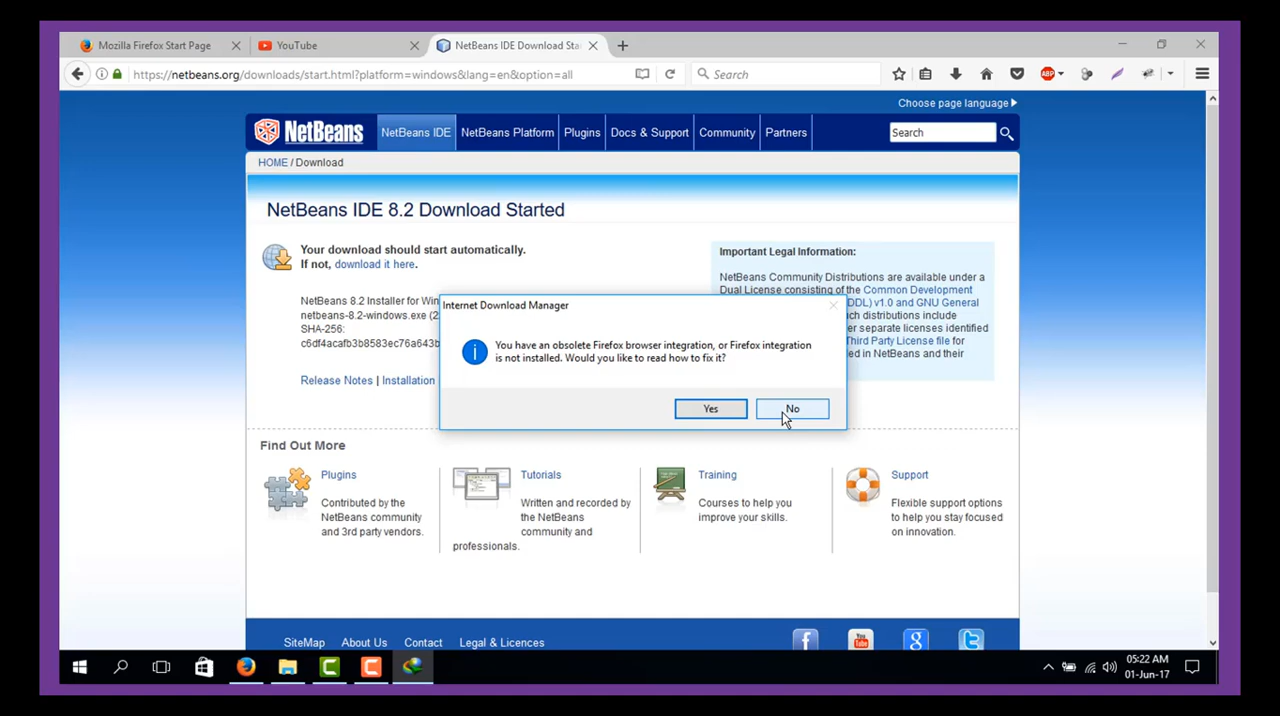 Mozilla Firefox Start Page
YouTube
NetBeans IDE Download Sta
https://netbeans.org/downloads/start.html?platform=windows&lang=en&option=all
Search
ABP
Choose page language
NetBeans
NetBeans IDE
NetBeans Platform
Plugins
Docs & Support
Community
Partners
Search
HOME / Download
NetBeans IDE 8.2 Download Started
Your download should start automatically.
If not, download it here.
NetBeans 8.2 Installer for Win
netbeans-8.2-windows.exe (2
SHA-256:
c6df4acafb3b8583ec76a643b
Release Notes | Installation
Important Legal Information:
NetBeans Community Distributions are available under a
Dual License consisting of the Common Development
DDL) v1.0 and GNU General
ch distributions include
er separate licenses identified
Third Party License file for
ed in NetBeans and their
Internet Download Manager
You have an obsolete Firefox browser integration, or Firefox integration
is not installed. Would you like to read how to fix it?
Yes
No
Find Out More
Plugins
Contributed by the
NetBeans community
and 3rd party vendors.
Tutorials
Written and recorded by
the NetBeans
community and
professionals.
Training
Courses to help you
improve your skills.
Support
Flexible support options
to help you stay focused
on innovation.
SiteMap
About Us
Contact
Legal & Licences
You
Tube
05:22 AM
01-Jun-17